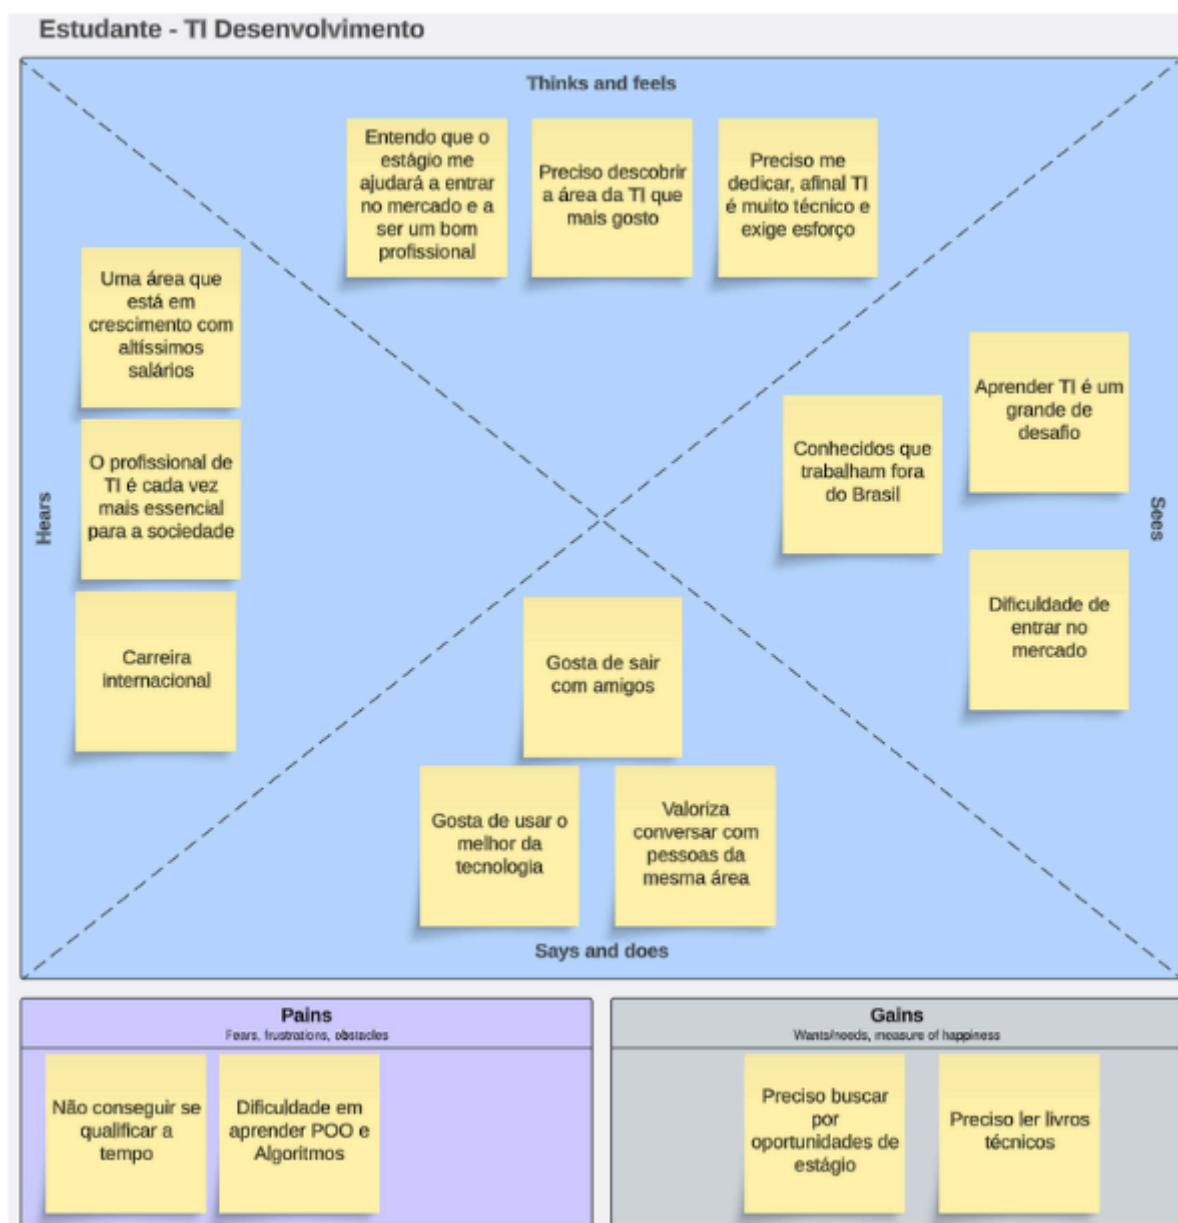 Estudante - TI Desenvolvimento
Thinks and feels
Entendo que o
estágio me
ajudará a entrar
no mercado e a
ser um bom
profissional
Preciso descobrir
a área da TI que
mais gosto
Preciso me
dedicar, afinal TI
é muito técnico e
exige esforço
Hears
Uma área que
está em
crescimento com
altíssimos
salários
O profissional de
TI é cada vez
mais essencial
para a sociedade
Carreira
internacional
Conhecidos que
trabalham fora
do Brasil
Aprender TI é um
grande de
desafio
Dificuldade de
entrar no
mercado
Sees
Gosta de sair
com amigos
Gosta de usar o
melhor da
tecnologia
Valoriza
conversar com
pessoas da
mesma área
Says and does
Pains
Fears, frustrations, obstacles
Não conseguir se
qualificar a
tempo
Dificuldade em
aprender POO e
Algoritmos
Gains
Wants/needs, measure of happiness
Preciso buscar
por
oportunidades de
estágio
Preciso ler livros
técnicos